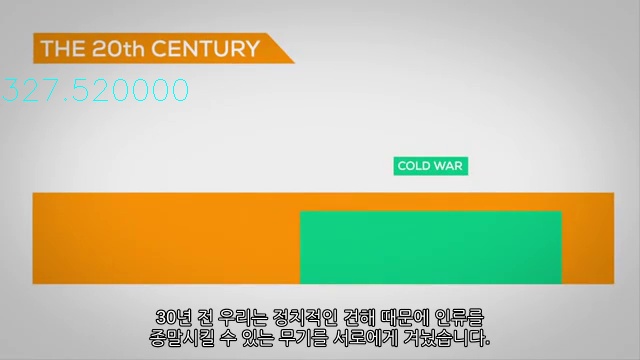 THE 20th CENTURY
327.520000
COLD WAR
30년 전 우리는 정치적인 견해 때문에 인류를
종말시킬 수 있는 무기를 서로에게 겨눴습니다.